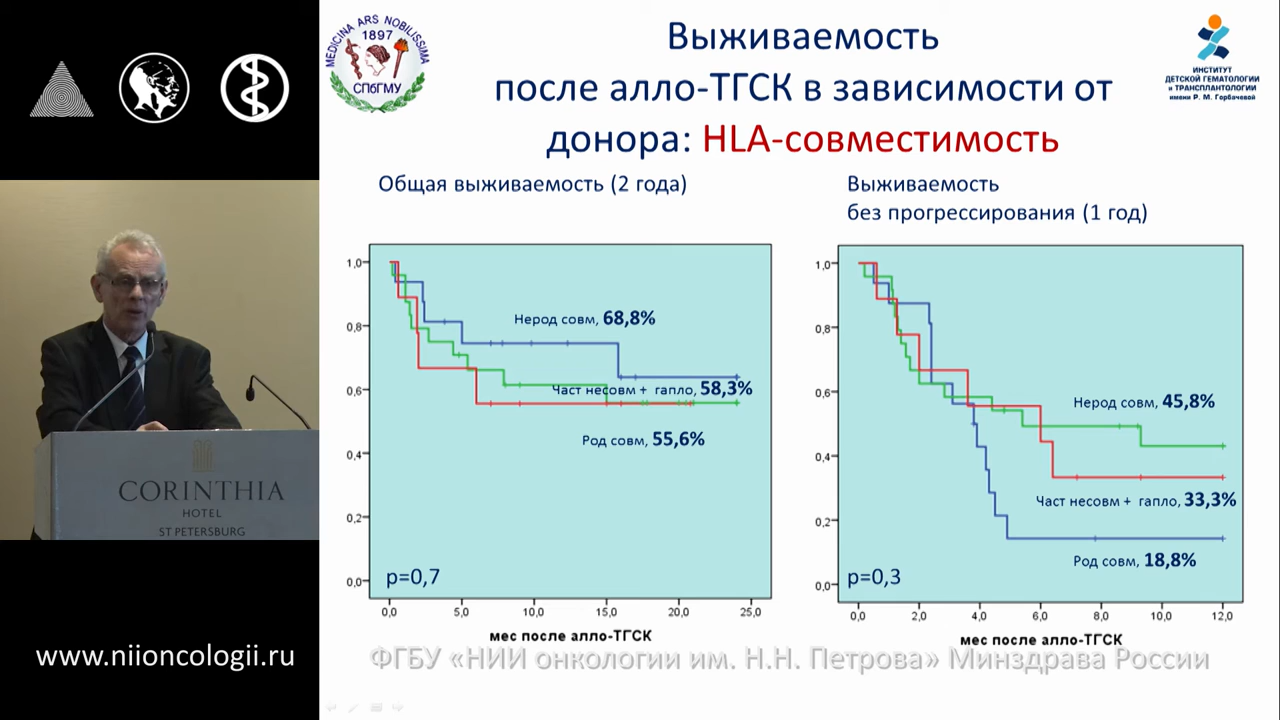 MEDICINA ARS NOBILISSIMA
1897
СПбГМУ
Выживаемость
после алло-ТГСК в зависимости от
донора: HLA-совместимость
ИНСТИТУТ
ДЕТСКОЙ ГЕМАТОЛОГИИ
и ТРАНСПЛАНТОЛОГИИ
имени Р. М. Горбачевой
Общая выживаемость (2 года)
1,0
0,8
0,6
0,4
0,2
0,0
Нерод совм, 68,8%
Част несовм + гапло, 58,3%
Род совм, 55,6%
p=0,7
0,0 5,0 10,0 15,0 20,0 25,0
мес после алло-ТГСК
Выживаемость
без прогрессирования (1 год)
1,0
0,8
0,6
0,4
0,2
0,0
Нерод совм, 45,8%
Част несовм + гапло, 33,3%
Род совм, 18,8%
p=0,3
0,0 2,0 4,0 6,0 8,0 10,0 12,0
мес после алло-ТГСК
CORINTHIA
HOTEL
ST PETERSBURG
www.niioncologii.ru
ФГБУ «НИИ онкологии им. Н.Н. Петрова» Минздрава России